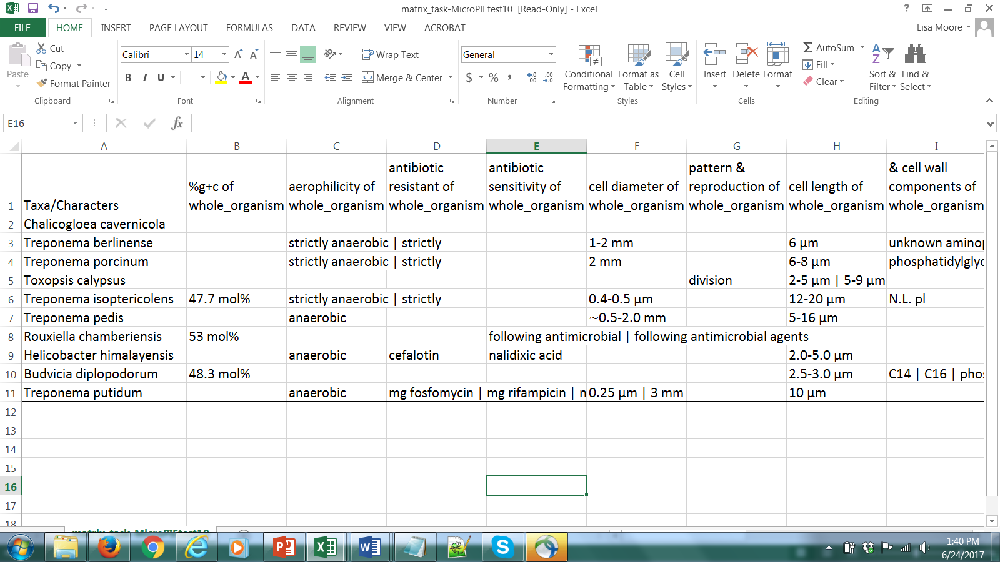 matrix_task-MicroPIEtest10 [Read-Only] - Excel
FILE HOME INSERT PAGE LAYOUT FORMULAS DATA REVIEW VIEW ACROBAT Lisa Moore
Paste
Cut
Copy
Format Painter
Clipboard
Calibri 14
B I U
Font
Wrap Text
Merge & Center
Alignment
General
$ % ,
Number
Conditional Formatting
Format as Table
Cell Styles
Styles
Insert Delete Format
Cells
AutoSum
Fill
Clear
Sort & Filter
Find & Select
Editing
E16 fx
A B C D E F G H I
antibiotic antibiotic pattern & & cell wall
%g+c of aerophilicity of resistant of sensitivity of cell diameter of reproduction of cell length of components of
1 Taxa/Characters whole_organism whole_organism whole_organism whole_organism whole_organism whole_organism whole_organism whole_organism
2 Chalicogloea cavernicola
3 Treponema berlinense strictly anaerobic | strictly 1-2 mm 6 µm unknown aminop
4 Treponema porcinum strictly anaerobic | strictly 2 mm 6-8 µm phosphatidylglyc
5 Toxopsis calypsus division 2-5 µm | 5-9 µm
6 Treponema isoptericolens 47.7 mol% strictly anaerobic | strictly 0.4-0.5 µm 12-20 µm N.L. pl
7 Treponema pedis anaerobic ~0.5-2.0 mm 5-16 µm
8 Rouxiella chamberiensis 53 mol% following antimicrobial | following antimicrobial agents
9 Helicobacter himalayensis anaerobic cefalotin nalidixic acid 2.0-5.0 µm
10 Budvicia diplopodorum 48.3 mol% 2.5-3.0 µm C14 | C16 | phos
11 Treponema putidum anaerobic mg fosfomycin | mg rifampicin | n 0.25 µm | 3 mm 10 µm
12
13
14
15
16
17
18
matrix_task-MicroPIEtest10
1:40 PM
6/24/2017